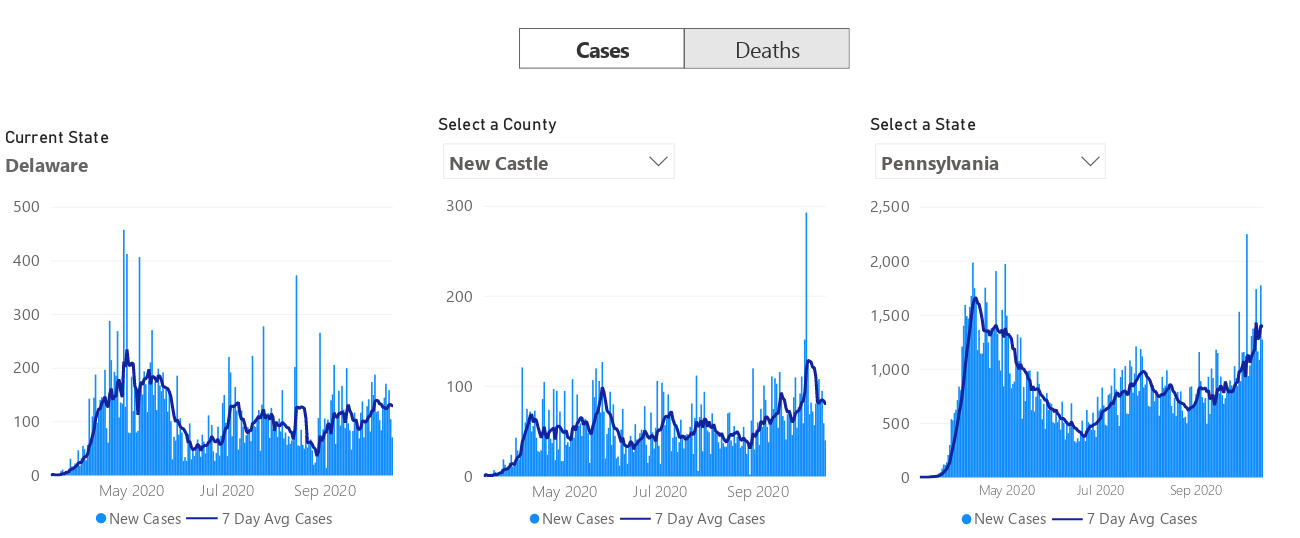 Cases Deaths
Current State
Delaware
500
400
300
200
100
0
May 2020 Jul 2020 Sep 2020
New Cases 7 Day Avg Cases
Select a County
New Castle
300
200
100
0
May 2020 Jul 2020 Sep 2020
New Cases 7 Day Avg Cases
Select a State
Pennsylvania
2,500
2,000
1,500
1,000
500
0
May 2020 Jul 2020 Sep 2020
New Cases 7 Day Avg Cases